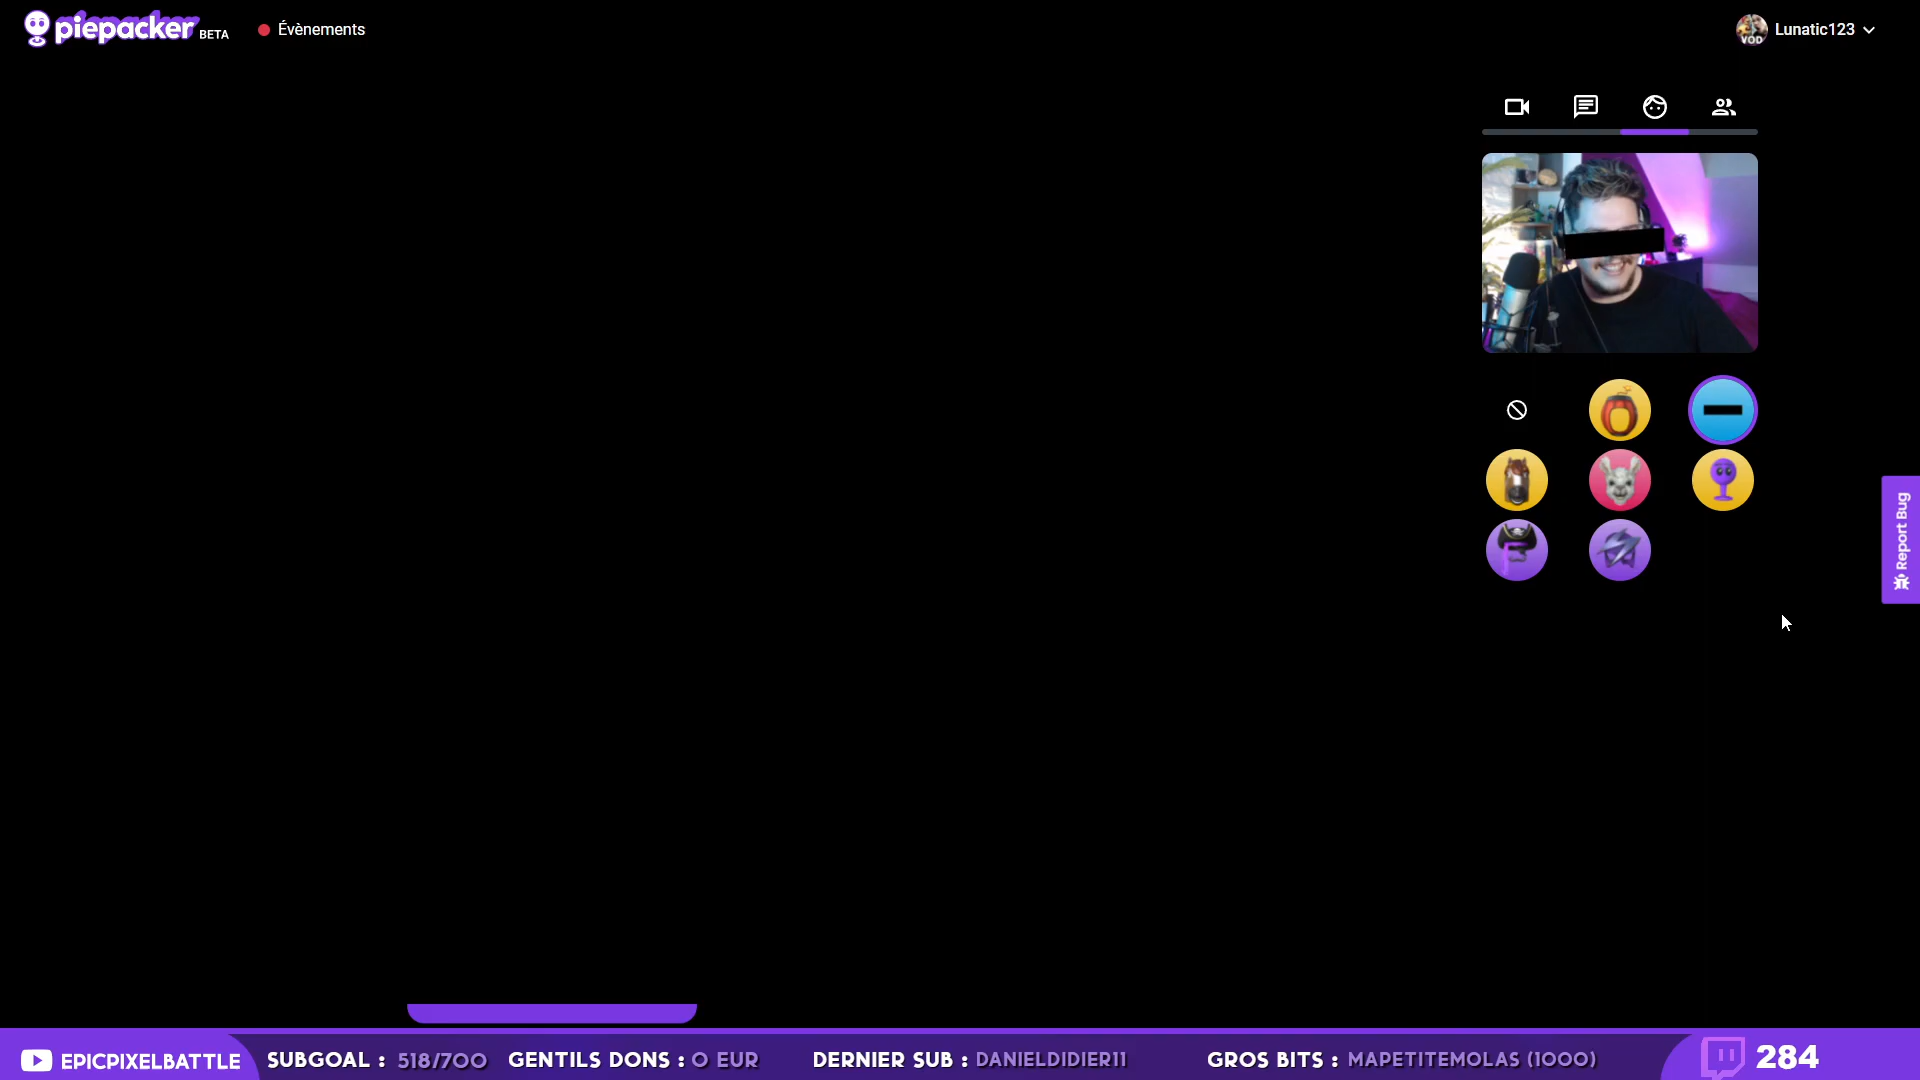 piepacker BETA
Évènements
VOD
Lunatic123
Report Bug
EPICPIXELBATTLE
SUBGOAL : 518/700
GENTILS DONS : 0 EUR
DERNIER SUB : DANIELDIDIER11
GROS BITS : MAPETITEMOLAS (1000)
284